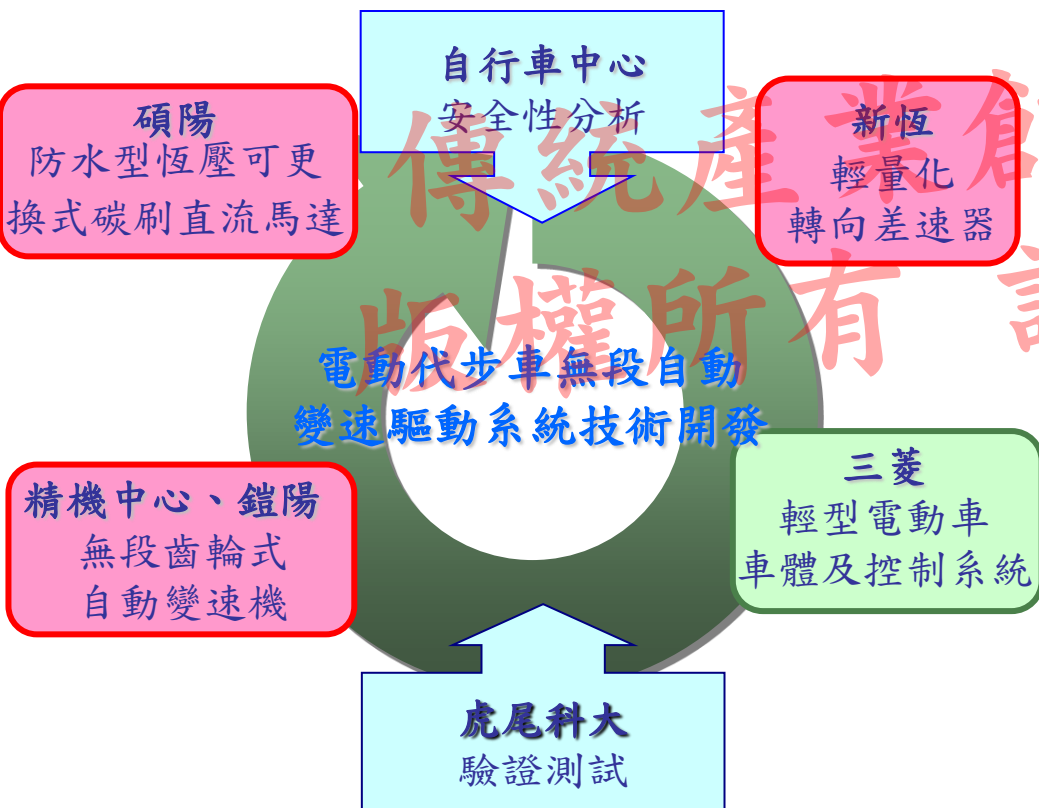 自行車中心
安全性分析
碩陽
防水型恆壓可更
換式碳刷直流馬達
新恆
輕量化
轉向差速器
傳統產業創
版權所有
電動代步車無段自動
變速驅動系統技術開發
精機中心、鎧陽
無段齒輪式
自動變速機
三菱
輕型電動車
車體及控制系統
虎尾科大
驗證測試